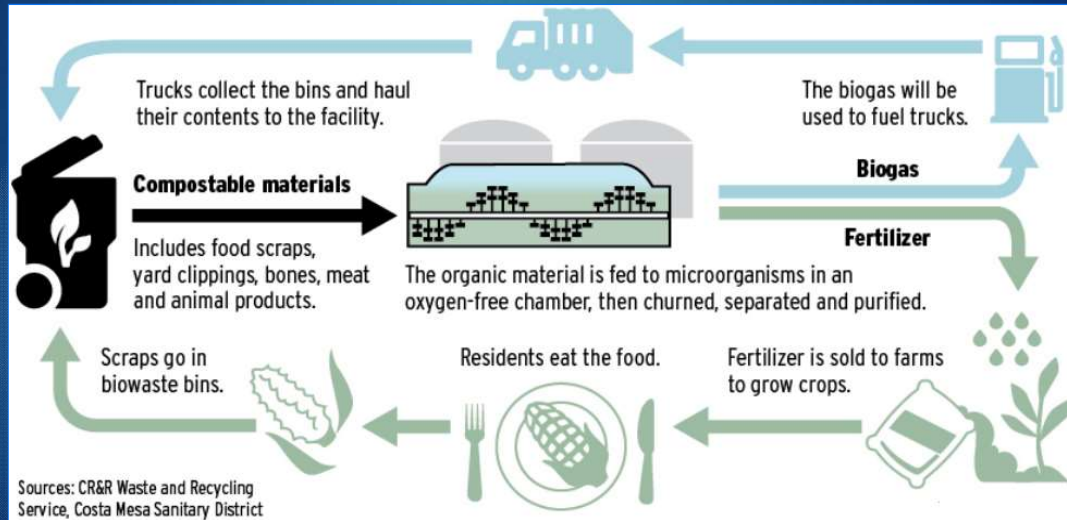 Trucks collect the bins and haul
their contents to the facility.
The biogas will be
used to fuel trucks.
Compostable materials
Includes food scraps,
yard clippings, bones, meat
and animal products.
Biogas
Fertilizer
The organic material is fed to microorganisms in an
oxygen-free chamber, then churned, separated and purified.
Scraps go in
biowaste bins.
Residents eat the food.
Fertilizer is sold to farms
to grow crops.
Sources: CR&R Waste and Recycling
Service, Costa Mesa Sanitary District